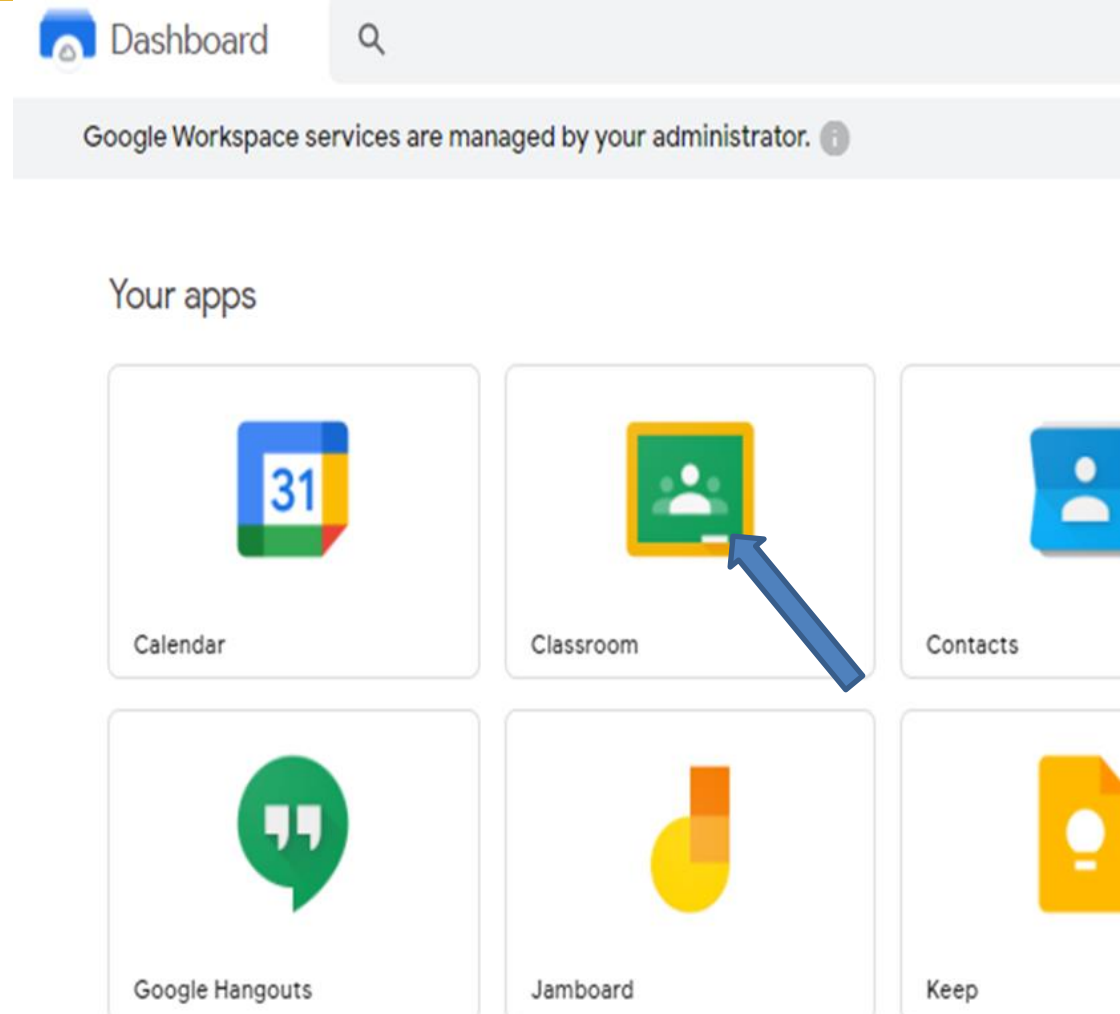 Dashboard
Google Workspace services are managed by your administrator.
Your apps
31
Calendar
Classroom
Contacts
Google Hangouts
Jamboard
Keep